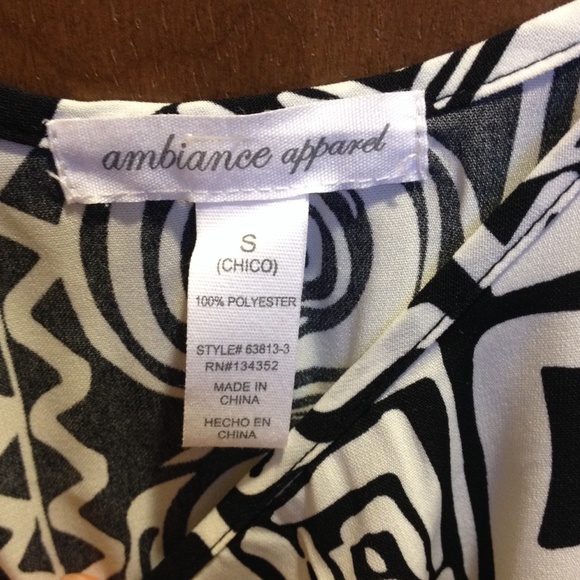 ambiance apparel
S
(CHICO)
100% POLYESTER
STYLE# 63813-3
RN#134352
MADE IN
CHINA
HECHO EN
CHINA